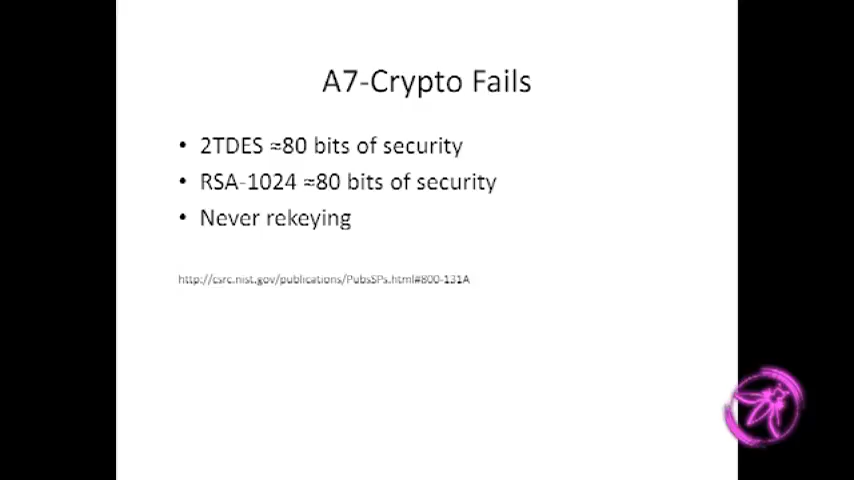 A7-Crypto Fails
• 2TDES ≈80 bits of security
• RSA-1024 ≈80 bits of security
• Never rekeying
http://csrc.nist.gov/publications/PubsSPs.html#800-131A